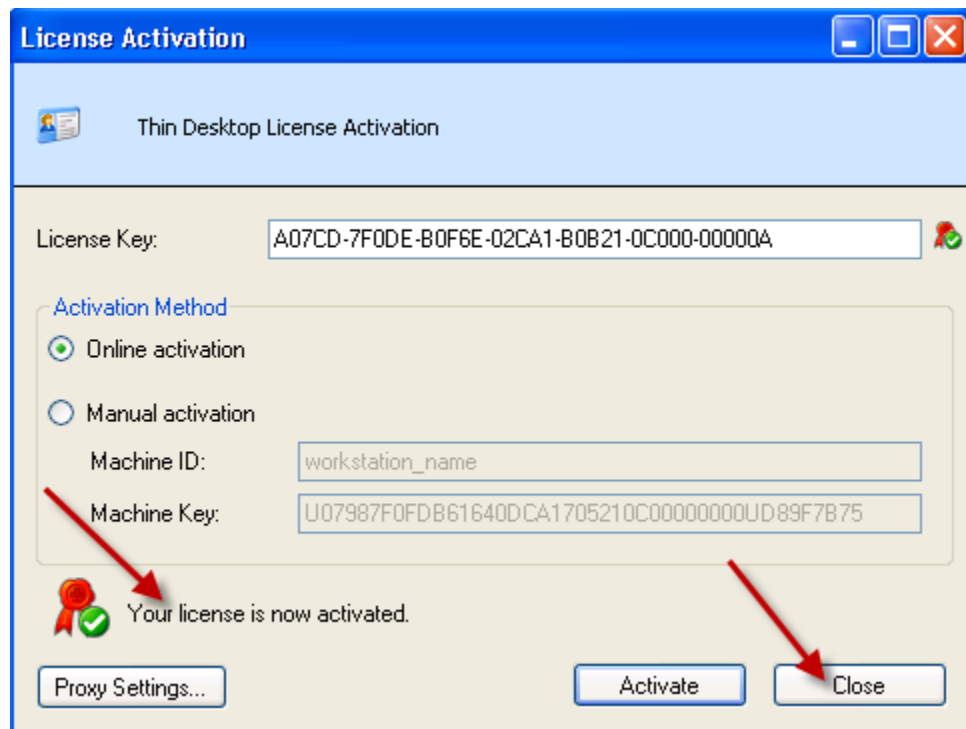 License Activation
Thin Desktop License Activation
License Key: A07CD-7F0DE-B0F6E-02CA1-B0B21-0C000-00000A
Activation Method
Online activation
Manual activation
Machine ID: workstation_name
Machine Key: U07987F0FDB61640DCA1705210C00000000UD89F7B75
Your license is now activated.
Proxy Settings... Activate Close